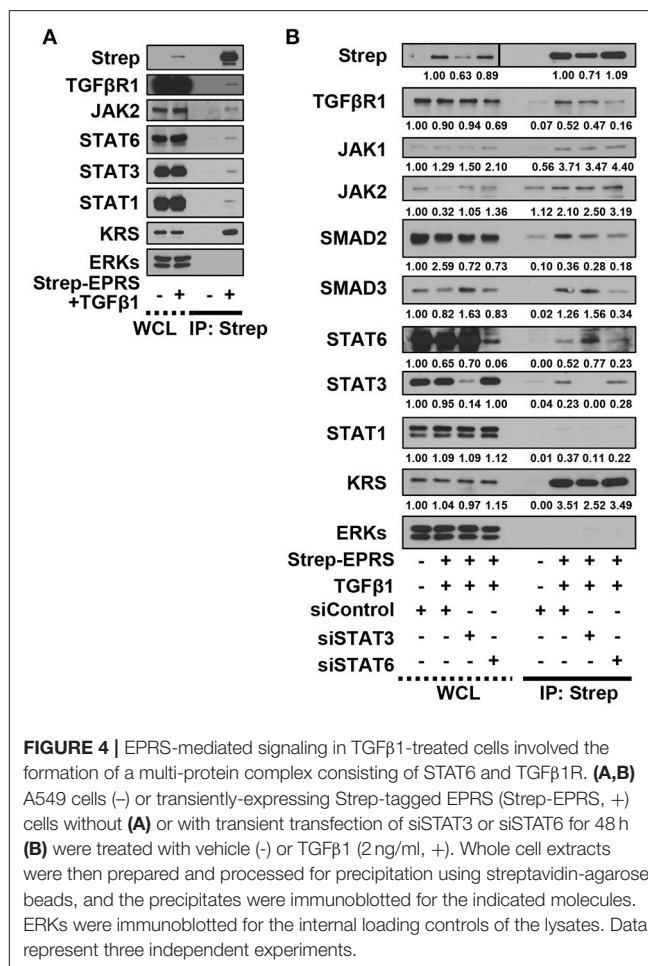 A
Strep
TGFβR1
JAK2
STAT6
STAT3
STAT1
KRS
ERKs
Strep-EPRS
+TGFβ1
- + - +
WCL IP: Strep
B
Strep
1.00 0.63 0.89 1.00 0.71 1.09
TGFβR1
1.00 0.90 0.94 0.69 0.07 0.52 0.47 0.16
JAK1
1.00 1.29 1.50 2.10 0.56 3.71 3.47 4.40
JAK2
1.00 0.32 1.05 1.36 1.12 2.10 2.50 3.19
SMAD2
1.00 2.59 0.72 0.73 0.10 0.36 0.28 0.18
SMAD3
1.00 0.82 1.63 0.83 0.02 1.26 1.56 0.34
STAT6
1.00 0.65 0.70 0.06 0.00 0.52 0.77 0.23
STAT3
1.00 0.95 0.14 1.00 0.04 0.23 0.00 0.28
STAT1
1.00 1.09 1.09 1.12 0.01 0.37 0.11 0.22
KRS
1.00 1.04 0.97 1.15 0.00 3.51 2.52 3.49
ERKs
Strep-EPRS - + + + - + + +
TGFβ1 - + + + - + + +
siControl + + - - + + - -
siSTAT3 - - + - - - + -
siSTAT6 - - - + - - - +
WCL IP: Strep
FIGURE 4 | EPRS-mediated signaling in TGFβ1-treated cells involved the
formation of a multi-protein complex consisting of STAT6 and TGFβ1R. (A,B)
A549 cells (–) or transiently-expressing Strep-tagged EPRS (Strep-EPRS, +)
cells without (A) or with transient transfection of siSTAT3 or siSTAT6 for 48 h
(B) were treated with vehicle (-) or TGFβ1 (2 ng/ml, +). Whole cell extracts
were then prepared and processed for precipitation using streptavidin-agarose
beads, and the precipitates were immunoblotted for the indicated molecules.
ERKs were immunoblotted for the internal loading controls of the lysates. Data
represent three independent experiments.